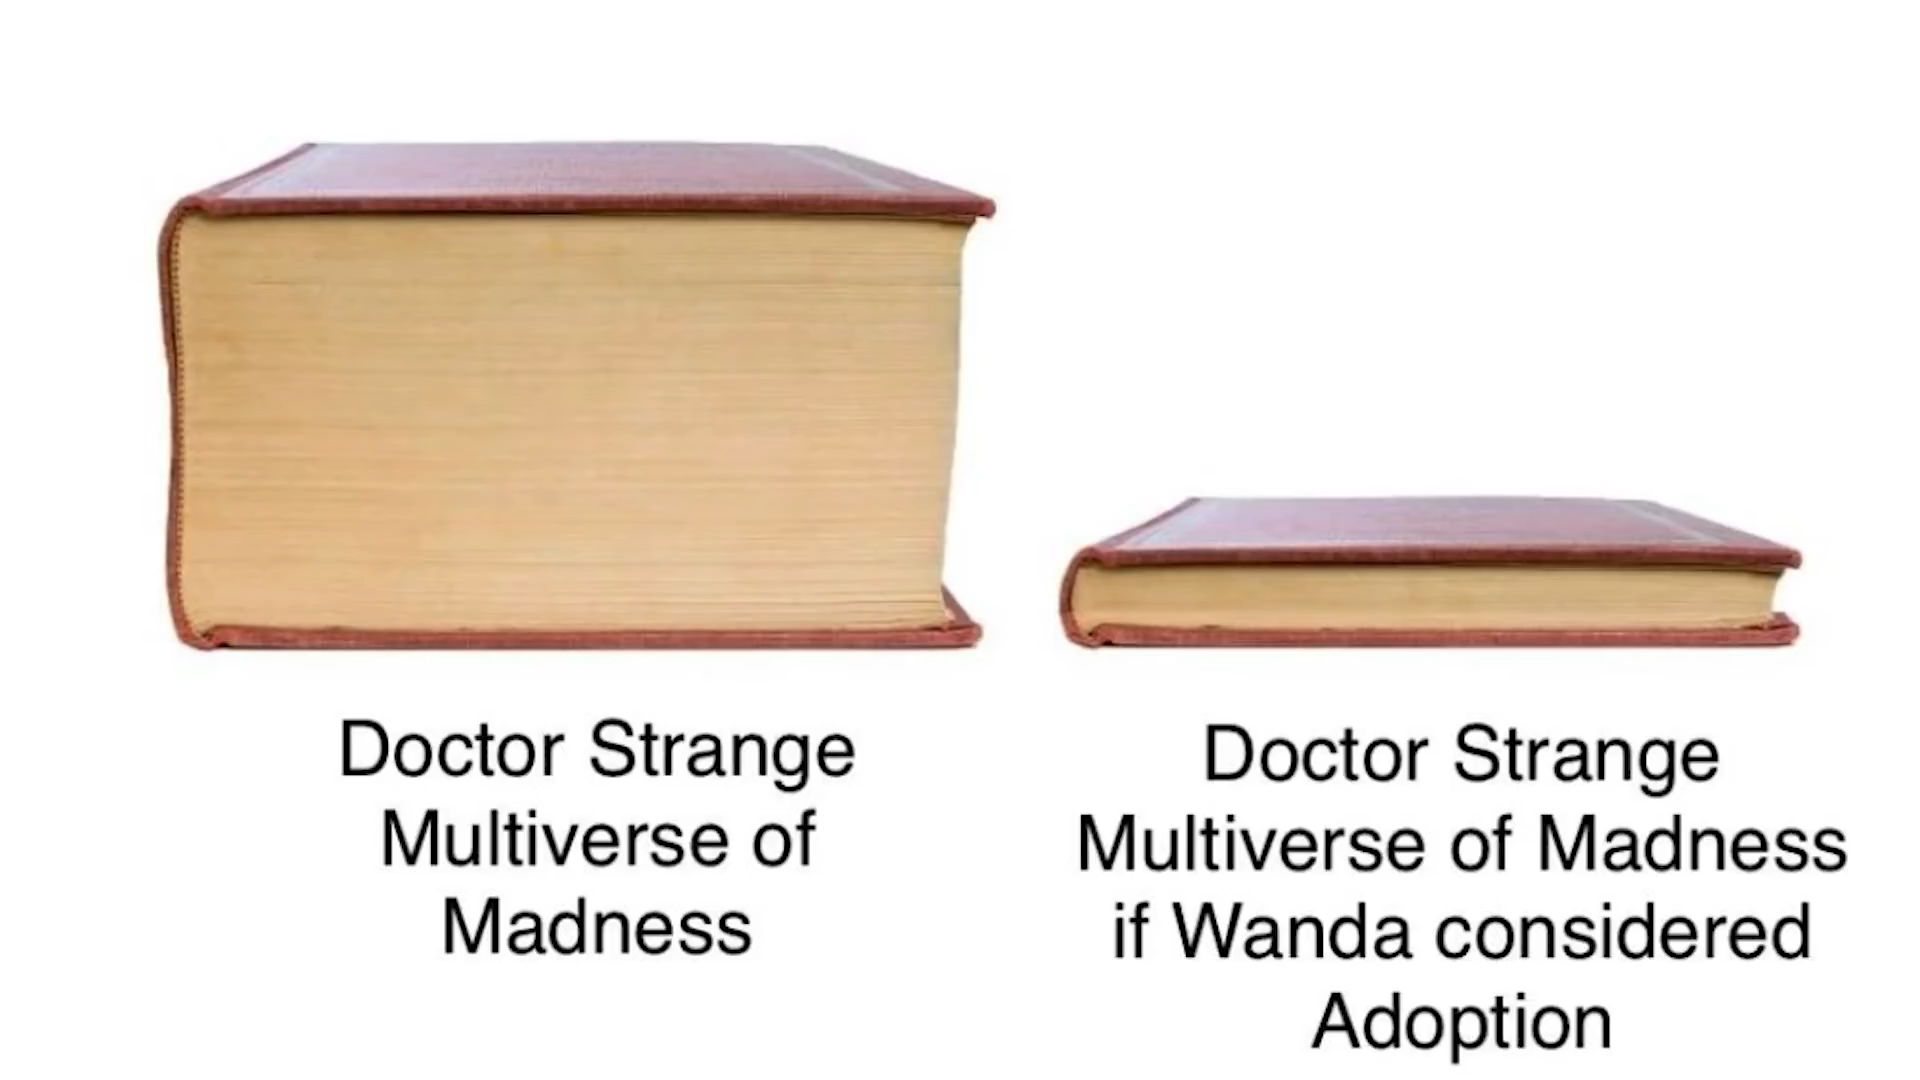 Doctor Strange
Multiverse of
Madness
Doctor Strange
Multiverse of Madness
if Wanda considered
Adoption